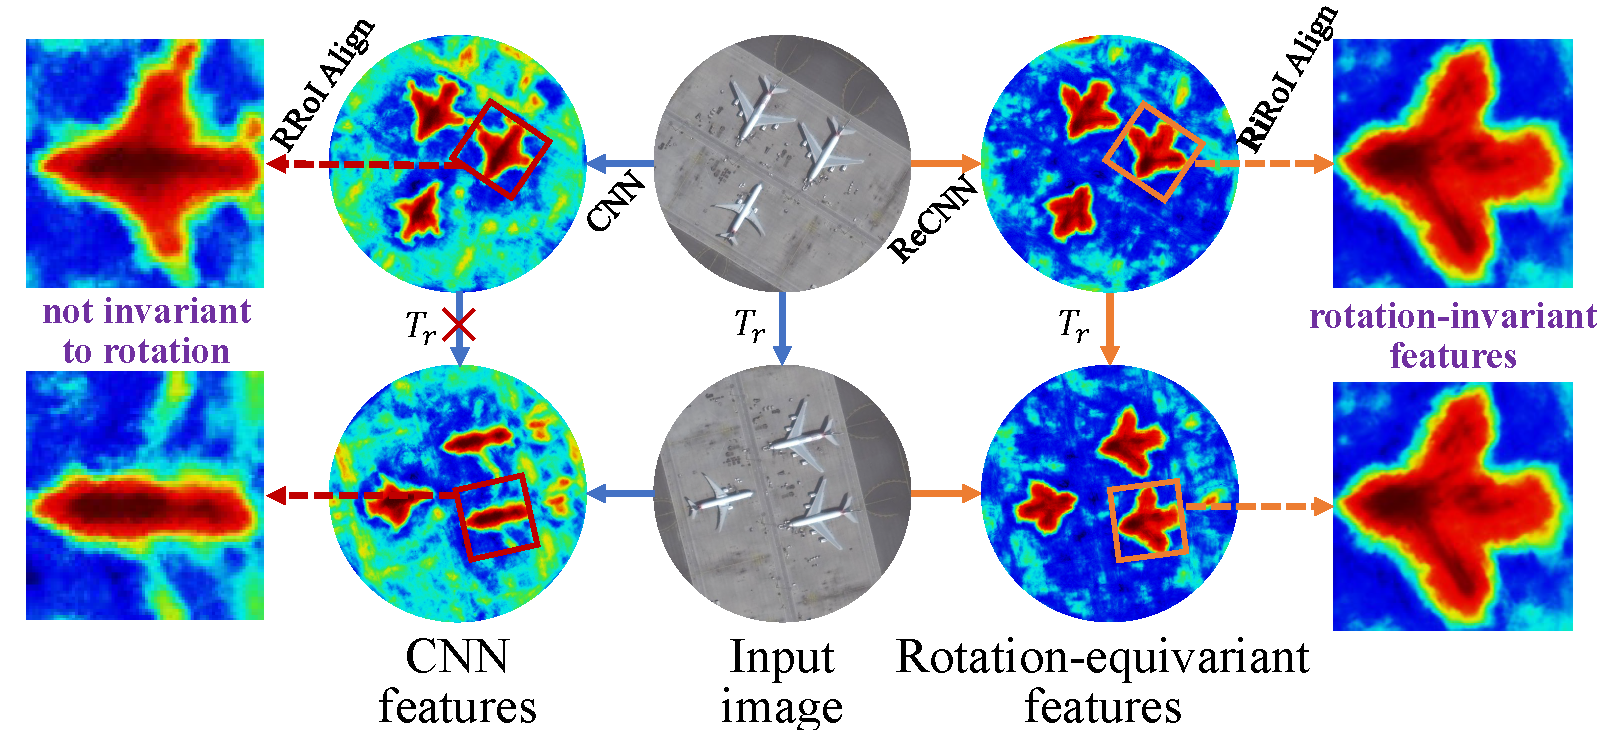 RRoI Align
CNN
ReCNN
RiRoI Align
not invariant
to rotation
T_r
T_r
T_r
rotation-invariant
features
CNN
features
Input
image
Rotation-equivariant
features